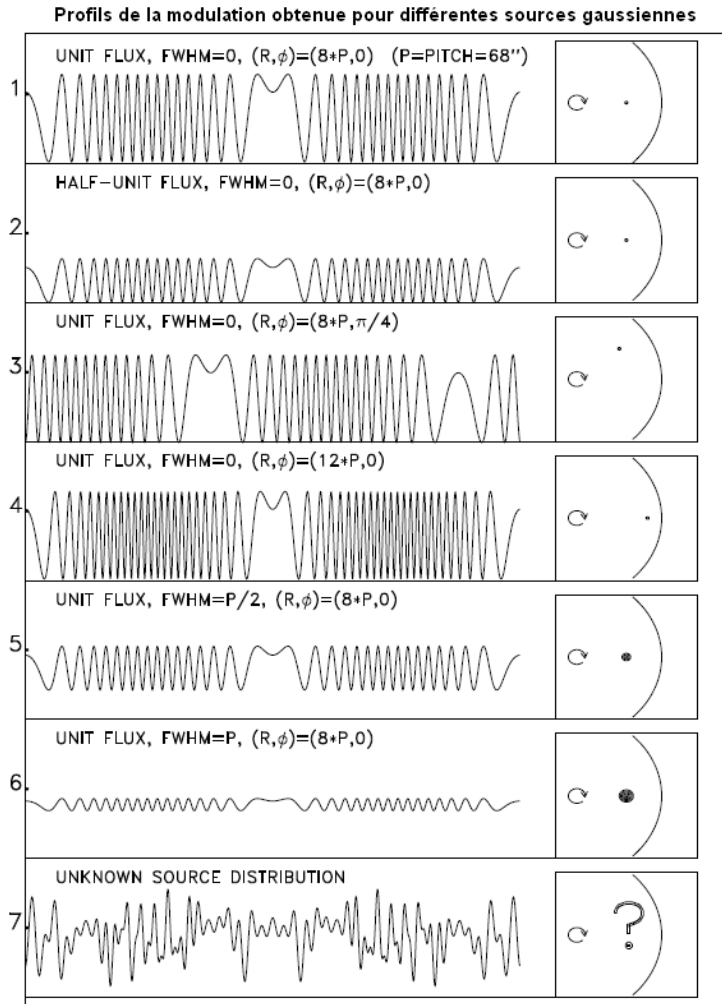 Profils de la modulation obtenue pour différentes sources gaussiennes
UNIT FLUX, FWHM=0, (R,ϕ)=(8*P,0) (P=PITCH=68")
1
HALF-UNIT FLUX, FWHM=0, (R,ϕ)=(8*P,0)
2
UNIT FLUX, FWHM=0, (R,ϕ)=(8*P,π/4)
3
UNIT FLUX, FWHM=0, (R,ϕ)=(12*P,0)
4
UNIT FLUX, FWHM=P/2, (R,ϕ)=(8*P,0)
5
UNIT FLUX, FWHM=P, (R,ϕ)=(8*P,0)
6
UNKNOWN SOURCE DISTRIBUTION
7
?